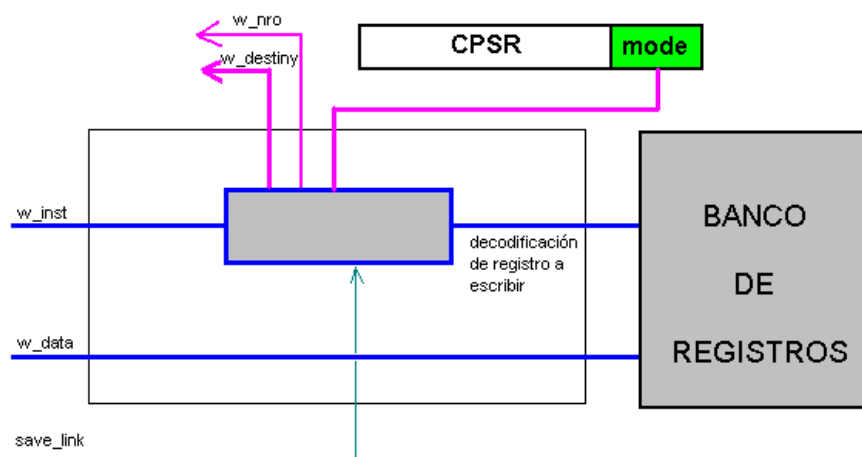 w_nro
CPSR
mode
w_destiny
w_inst
decodificación
de registro a
escribir
BANCO
DE
REGISTROS
w_data
save_link